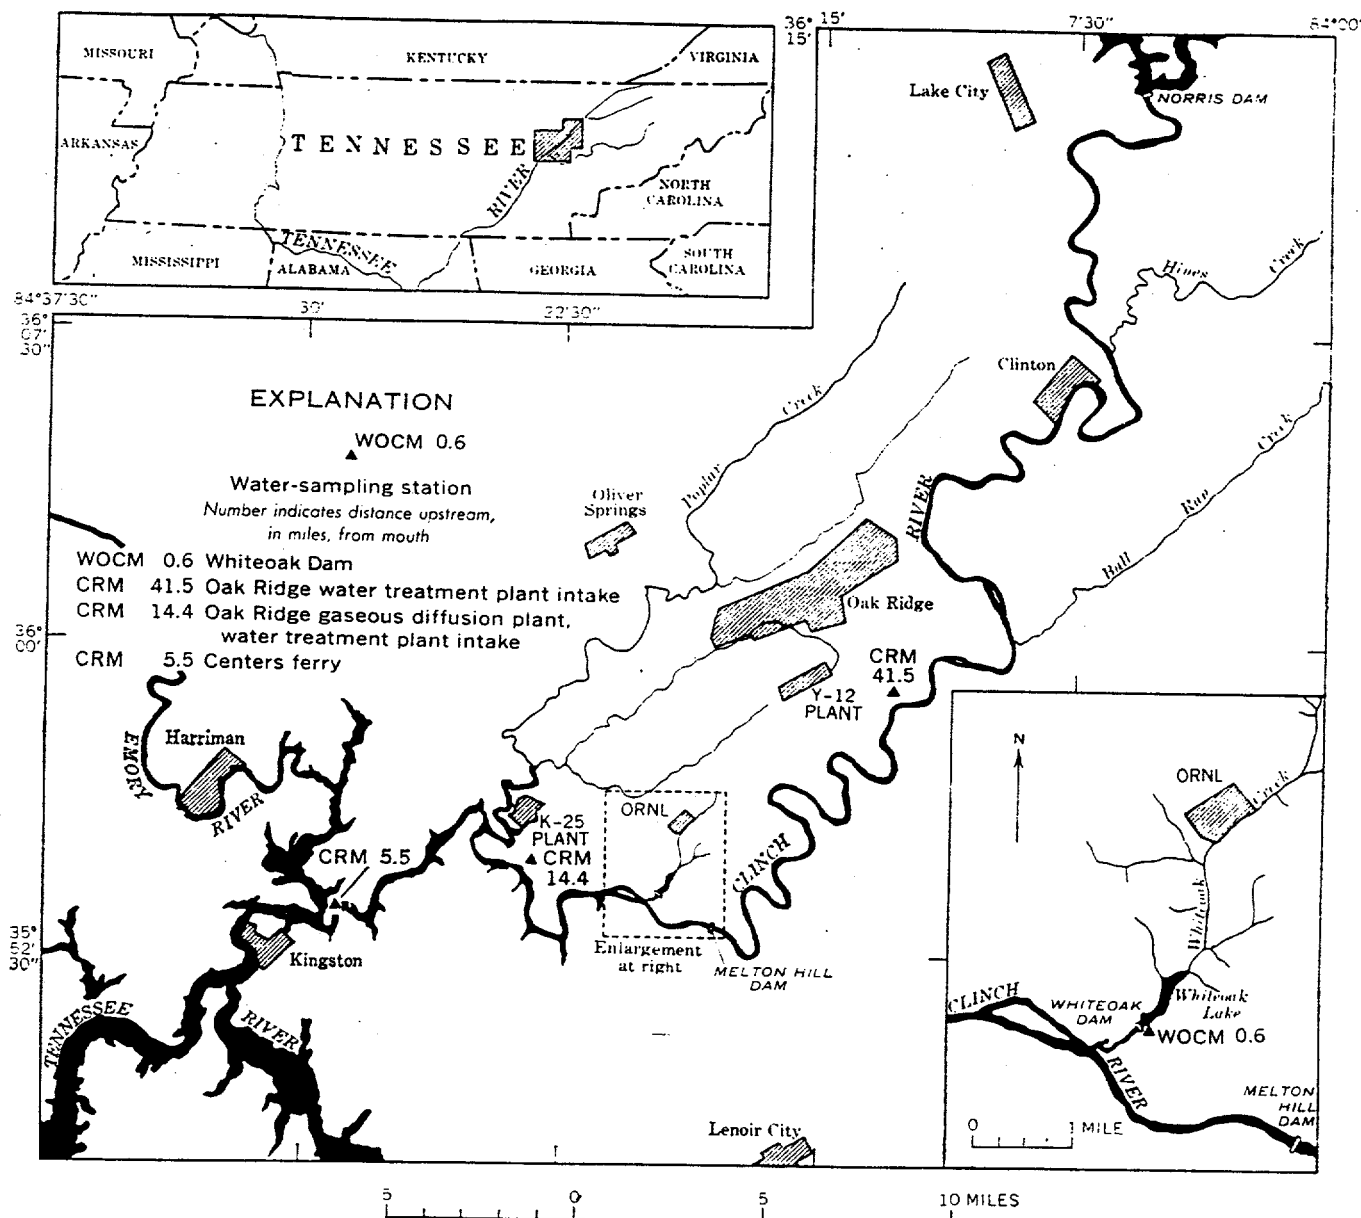 MISSOURI
KENTUCKY
VIRGINIA
ARKANSAS
TENNESSEE
RIVER
NORTH
CAROLINA
TENNESSEE
MISSISSIPPI
ALABAMA
GEORGIA
SOUTH
CAROLINA
36° 15'
15'
7'30"
84°00'
84°37'30"
30'
22'30"
36°
07'
30"
Lake City
NORRIS DAM
Hines Creek
Clinton
EXPLANATION
WOCM 0.6
Water-sampling station
Number indicates distance upstream,
in miles, from mouth
WOCM 0.6 Whiteoak Dam
CRM 41.5 Oak Ridge water treatment plant intake
CRM 14.4 Oak Ridge gaseous diffusion plant,
water treatment plant intake
CRM 5.5 Centers ferry
Poplar Creek
Oliver
Springs
RIVER
Bull Run Creek
Oak Ridge
36°
00'
CRM
41.5
Y-12
PLANT
Harriman
EMORY
RIVER
K-25
PLANT
CRM
14.4
ORNL
CLINCH
CRM 5.5
35°
52'
30"
Kingston
Enlargement
at right
MELTON HILL
DAM
TENNESSEE
RIVER
Lenoir City
N
ORNL
Creek
Whiteoak
CLINCH
WHITEOAK
DAM
Whiteoak
Lake
WOCM 0.6
RIVER
MELTON
HILL
DAM
0 1 MILE
5 0 5 10 MILES